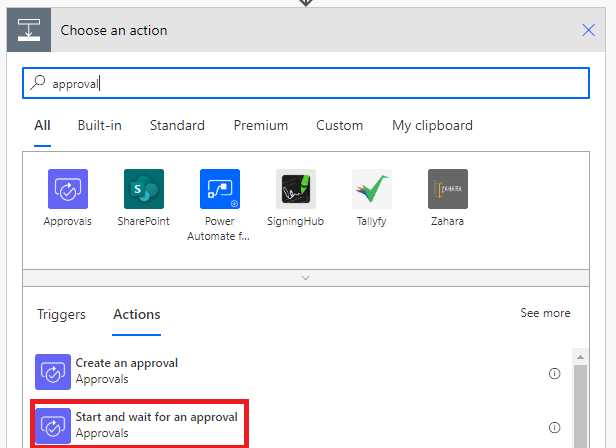 Choose an action
approval
All Built-in Standard Premium Custom My clipboard
S
ZAHARA
Approvals SharePoint Power SigningHub Tallyfy Zahara
Automate f...
Triggers Actions See more
Create an approval
Approvals
Start and wait for an approval
Approvals